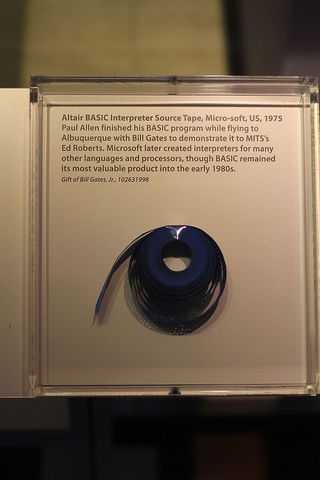 Altair BASIC Interpreter Source Tape, Micro-soft, US, 1975
Paul Allen finished his BASIC program while flying to
Albuquerque with Bill Gates to demonstrate it to MITS's
Ed Roberts. Microsoft later created interpreters for many
other languages and processors, though BASIC remained
its most valuable product into the early 1980s.
Gift of Bill Gates, Jr., 102631998